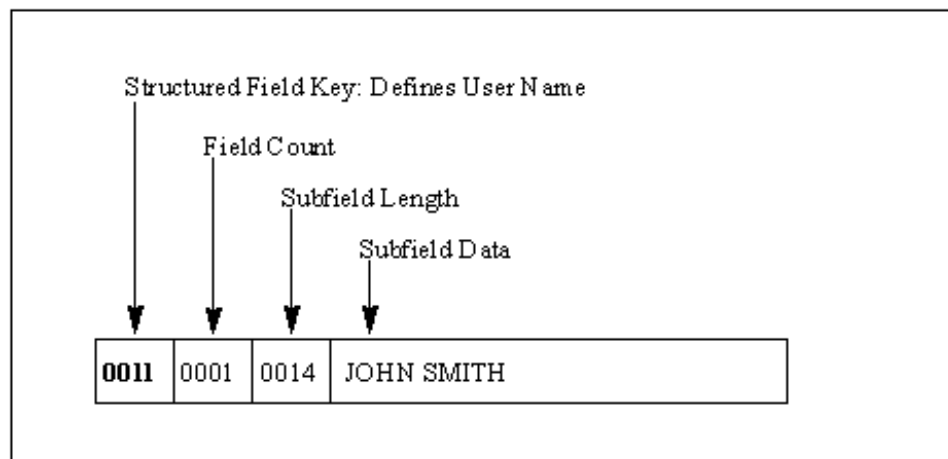 Structured Field Key: Defines User Name
Field Count
Subfield Length
Subfield Data
0011 0001 0014 JOHN SMITH